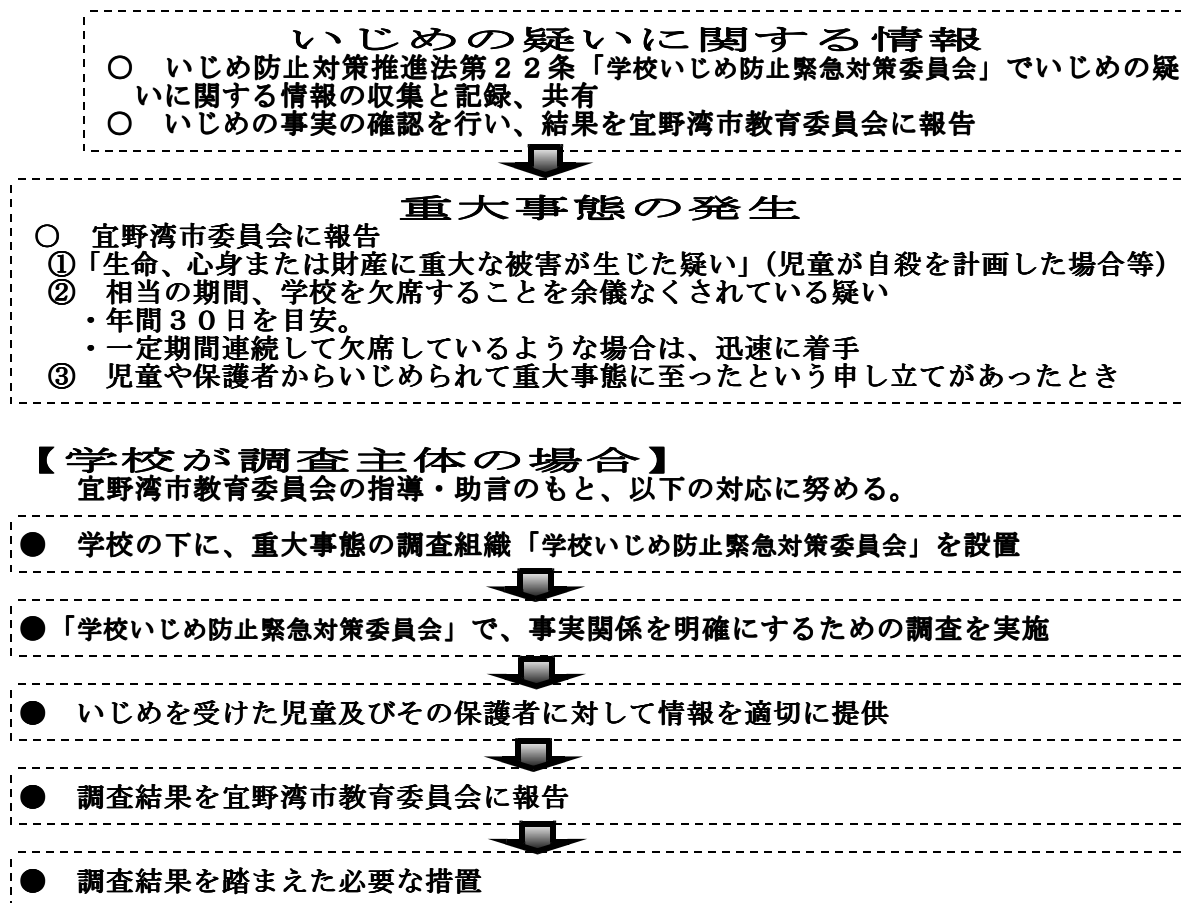 いじめの疑いに関する情報
○　いじめ防止対策推進法第２２条「学校いじめ防止緊急対策委員会」でいじめの疑
いに関する情報の収集と記録、共有
○　いじめの事実の確認を行い、結果を宜野湾市教育委員会に報告
重大事態の発生
○　宜野湾市委員会に報告
①「生命、心身または財産に重大な被害が生じた疑い」（児童が自殺を計画した場合等）
②　相当の期間、学校を欠席することを余儀なくされている疑い
・年間３０日を目安。
・一定期間連続して欠席しているような場合は、迅速に着手
③　児童や保護者からいじめられて重大事態に至ったという申し立てがあったとき
【学校が調査主体の場合】
宜野湾市教育委員会の指導・助言のもと、以下の対応に努める。
●　学校の下に、重大事態の調査組織「学校いじめ防止緊急対策委員会」を設置
●「学校いじめ防止緊急対策委員会」で、事実関係を明確にするための調査を実施
●　いじめを受けた児童及びその保護者に対して情報を適切に提供
●　調査結果を宜野湾市教育委員会に報告
●　調査結果を踏まえた必要な措置